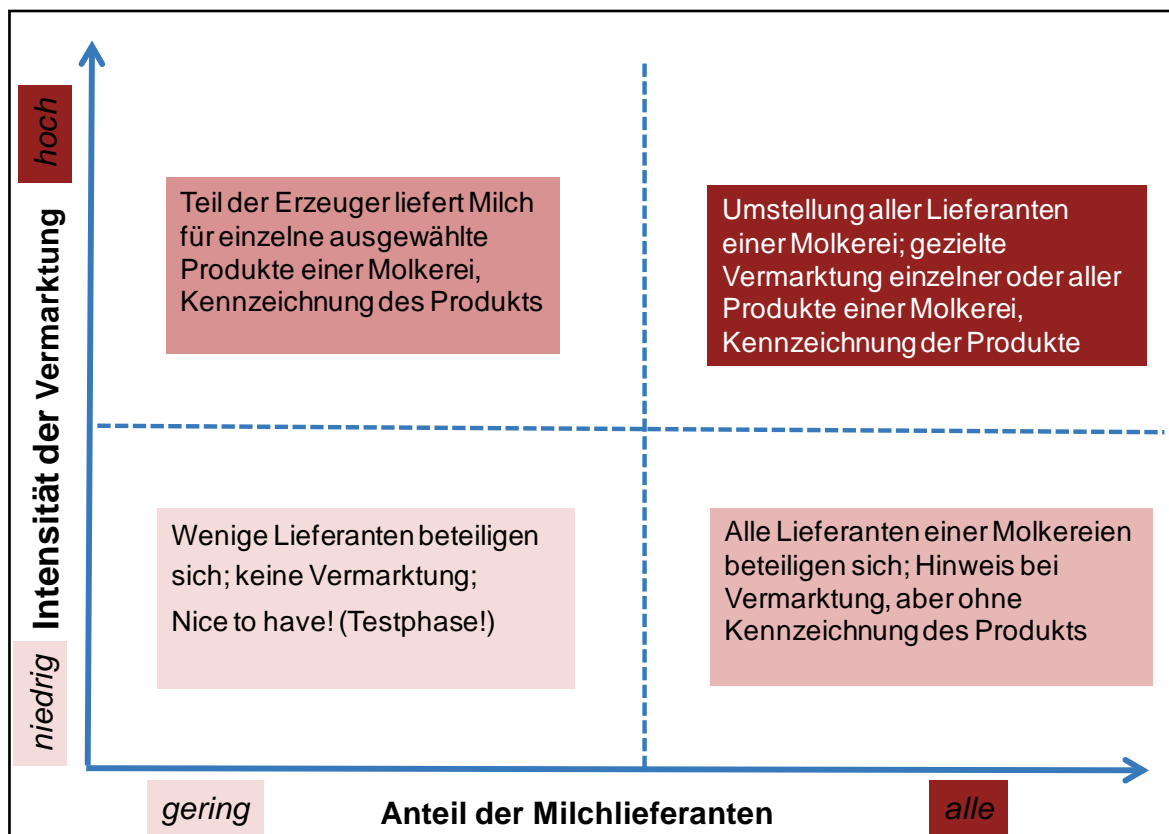 hoch
Intensität der Vermarktung
niedrig
Teil der Erzeuger liefert Milch
für einzelne ausgewählte
Produkte einer Molkerei,
Kennzeichnung des Produkts
Umstellung aller Lieferanten
einer Molkerei; gezielte
Vermarktung einzelner oder aller
Produkte einer Molkerei,
Kennzeichnung der Produkte
Wenige Lieferanten beteiligen
sich; keine Vermarktung;
Nice to have! (Testphase!)
Alle Lieferanten einer Molkereien
beteiligen sich; Hinweis bei
Vermarktung, aber ohne
Kennzeichnung des Produkts
gering
Anteil der Milchlieferanten
alle